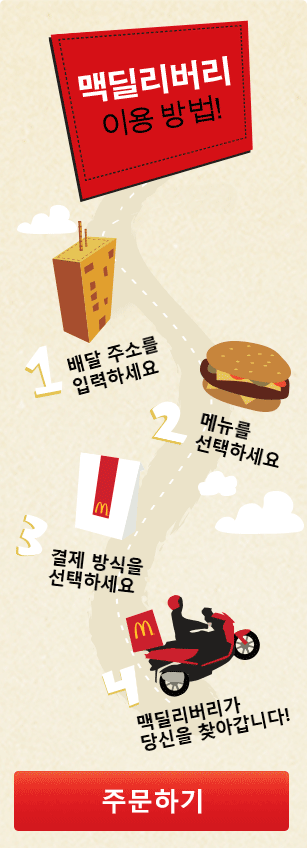 맥딜리버리
이용 방법!
1
배달 주소를
입력하세요
2
메뉴를
선택하세요
3
결제 방식을
선택하세요
4
맥딜리버리가
당신을 찾아갑니다!
주문하기